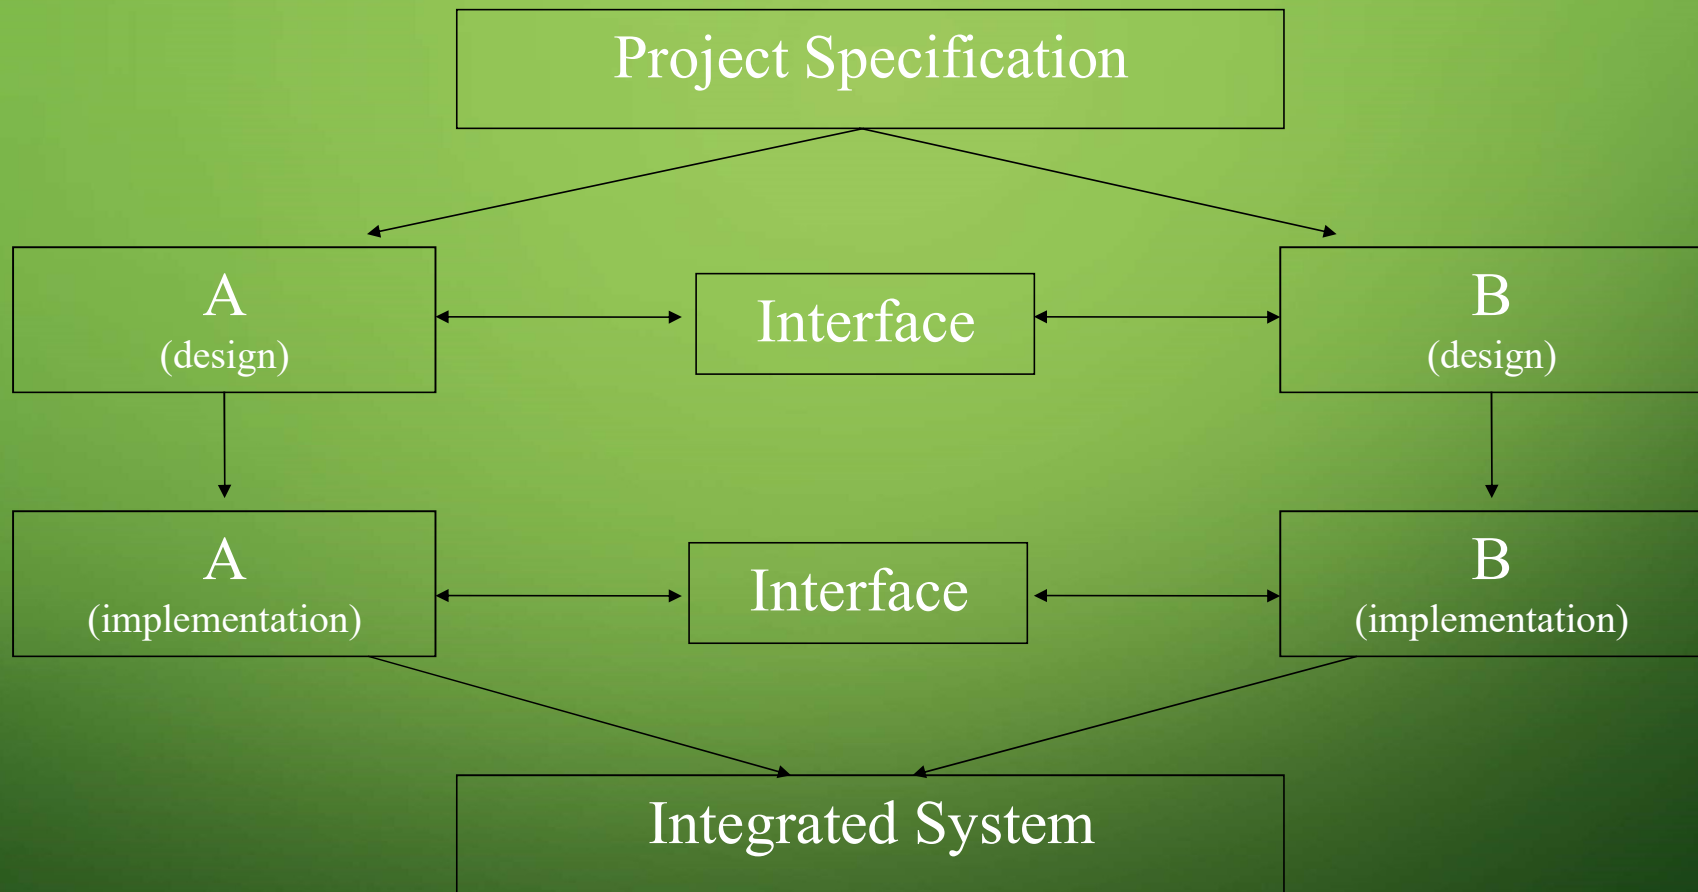 Project Specification
A
(design)
Interface
B
(design)
A
(implementation)
Interface
B
(implementation)
Integrated System